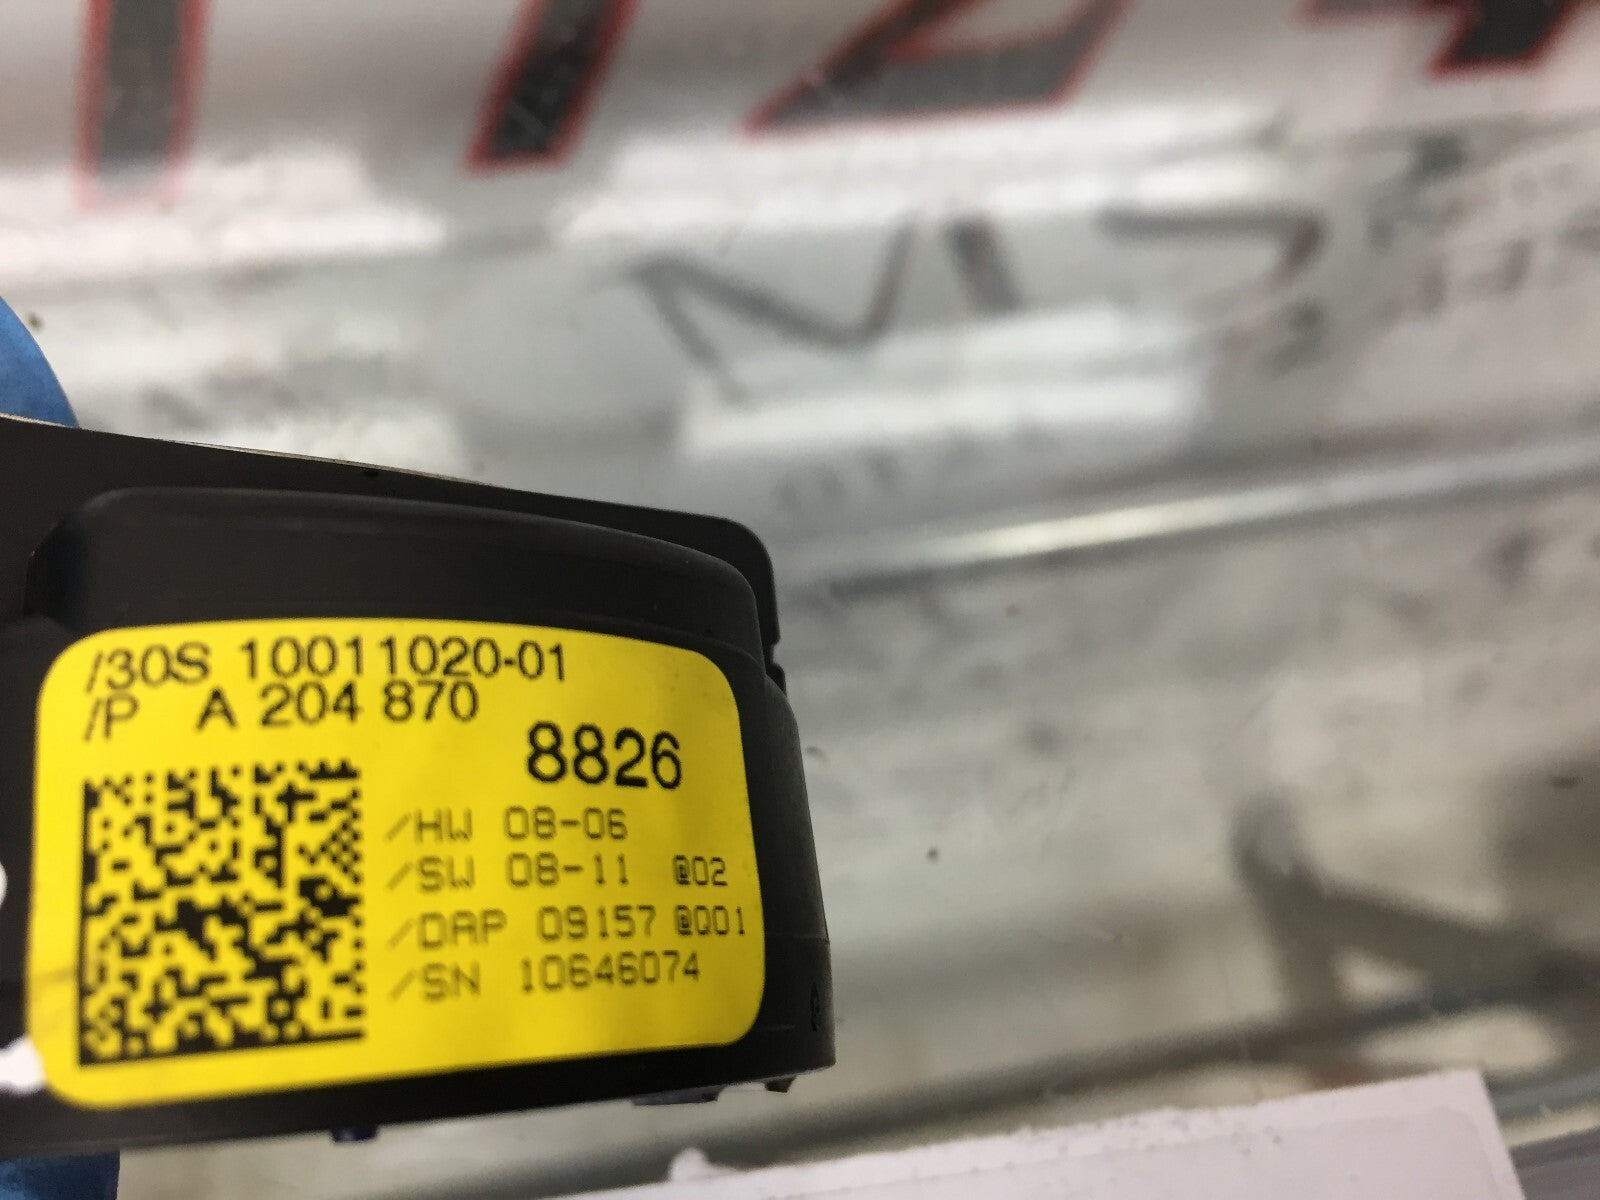 /30S 10011020-01
/P A 204 870
8826
/HW 08-06
/SW 08-11 @02
/DAP 09157 @001
/SN 10646074